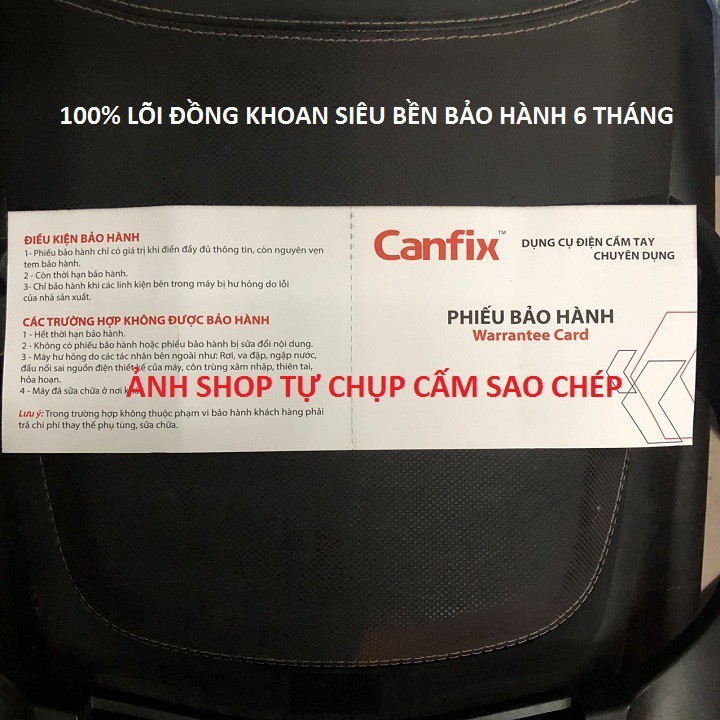 100% LÕI ĐỒNG KHOAN SIÊU BỀN BẢO HÀNH 6 THÁNG
ĐIỀU KIỆN BẢO HÀNH
1- Phiếu bảo hành chỉ có giá trị khi điền đầy đủ thông tin, còn nguyên vẹn
tem bảo hành.
2 - Còn thời hạn bảo hành.
3- Chỉ bảo hành khi các linh kiện bên trong máy bị hư hỏng do lỗi
của nhà sản xuất.
CÁC TRƯỜNG HỢP KHÔNG ĐƯỢC BẢO HÀNH
1 - Hết thời hạn bảo hành.
2 - Không có phiếu bảo hành hoặc phiếu bảo hành bị sửa đổi nội dung.
3 - Máy hư hỏng do các tác nhân bên ngoài như: Rơi, va đập, ngập nước,
đấu nối sai nguồn điện thiết kế của máy, côn trùng xâm nhập, thiên tai,
hỏa hoạn.
4 - Máy đã sửa chữa ở nơi
Lưu ý: Trong trường hợp không thuộc phạm vi bảo hành khách hàng phải
trả chi phí thay thế phụ tùng, sửa chữa.
Canfix™
DỤNG CỤ ĐIỆN CẦM TAY
CHUYÊN DỤNG
PHIẾU BẢO HÀNH
Warrantee Card
ẢNH SHOP TỰ CHỤP CẤM SAO CHÉP